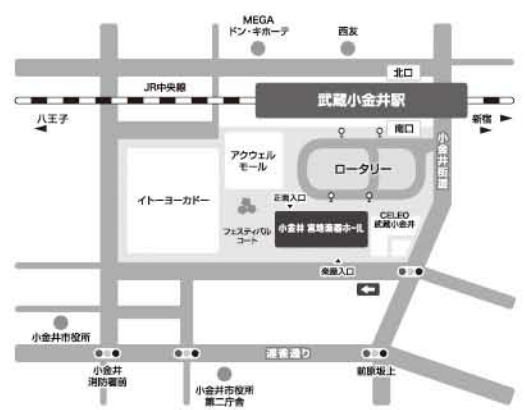 MEGA
ドン・キホーテ
西友
北口
JR中央線
武蔵小金井駅
八王子
新宿
南口
小金井街道
アクウェル
モール
ロータリー
イトーヨーカドー
正面入口
フェスティバル
コート
小金井 宮地楽器ホール
CELEO
武蔵小金井
楽屋入口
小金井市役所
連雀通り
小金井
消防署前
前原坂上
小金井市役所
第二庁舎